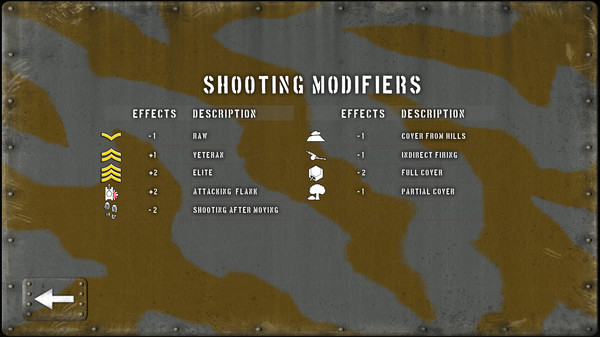 SHOOTING MODIFIERS
EFFECTS DESCRIPTION
-1 RAW
+1 VETERAN
+2 ELITE
+2 ATTACKING FLANK
-2 SHOOTING AFTER MOVING
EFFECTS DESCRIPTION
-1 COVER FROM HILLS
-1 INDIRECT FIRING
-2 FULL COVER
-1 PARTIAL COVER